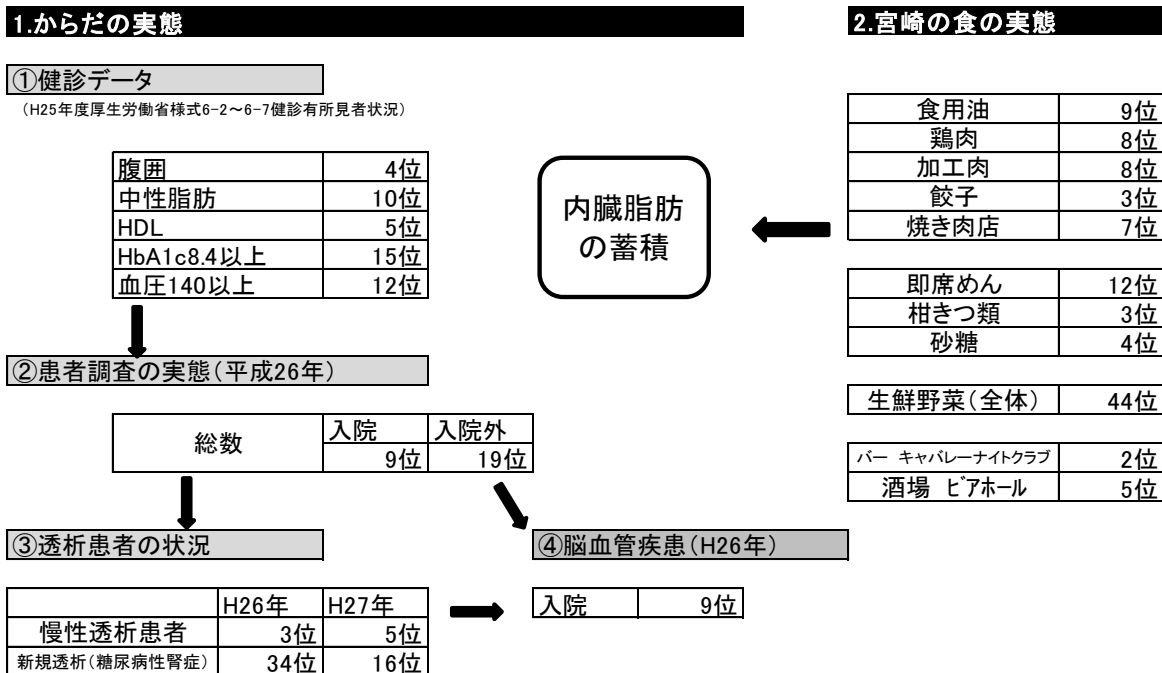 1.からだの実態
2.宮崎の食の実態
①健診データ
（H25年度厚生労働省様式6-2～6-7健診有所見者状況）
腹囲 4位
中性脂肪 10位
HDL 5位
HbA1c8.4以上 15位
血圧140以上 12位
内臓脂肪
の蓄積
食用油 9位
鶏肉 8位
加工肉 8位
餃子 3位
焼き肉店 7位
即席めん 12位
柑きつ類 3位
砂糖 4位
生鮮野菜（全体） 44位
バー キャバレーナイトクラブ 2位
酒場 ビアホール 5位
②患者調査の実態（平成26年）
総数 入院 入院外
9位 19位
③透析患者の状況
H26年 H27年
慢性透析患者 3位 5位
新規透析（糖尿病性腎症） 34位 16位
④脳血管疾患（H26年）
入院 9位